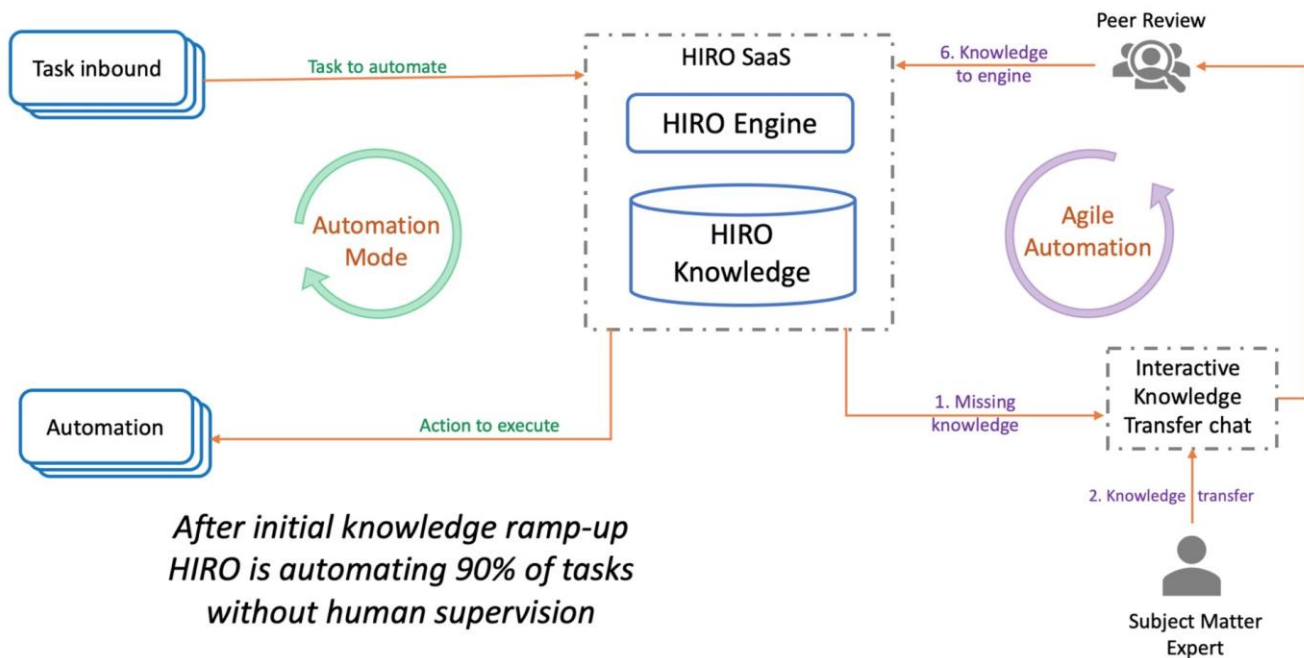 Task inbound
Task to automate
HIRO SaaS
HIRO Engine
HIRO
Knowledge
Peer Review
6. Knowledge
to engine
Automation
Mode
Agile
Automation
Automation
Action to execute
1. Missing
knowledge
Interactive
Knowledge
Transfer chat
2. Knowledge transfer
Subject Matter
Expert
After initial knowledge ramp-up
HIRO is automating 90% of tasks
without human supervision